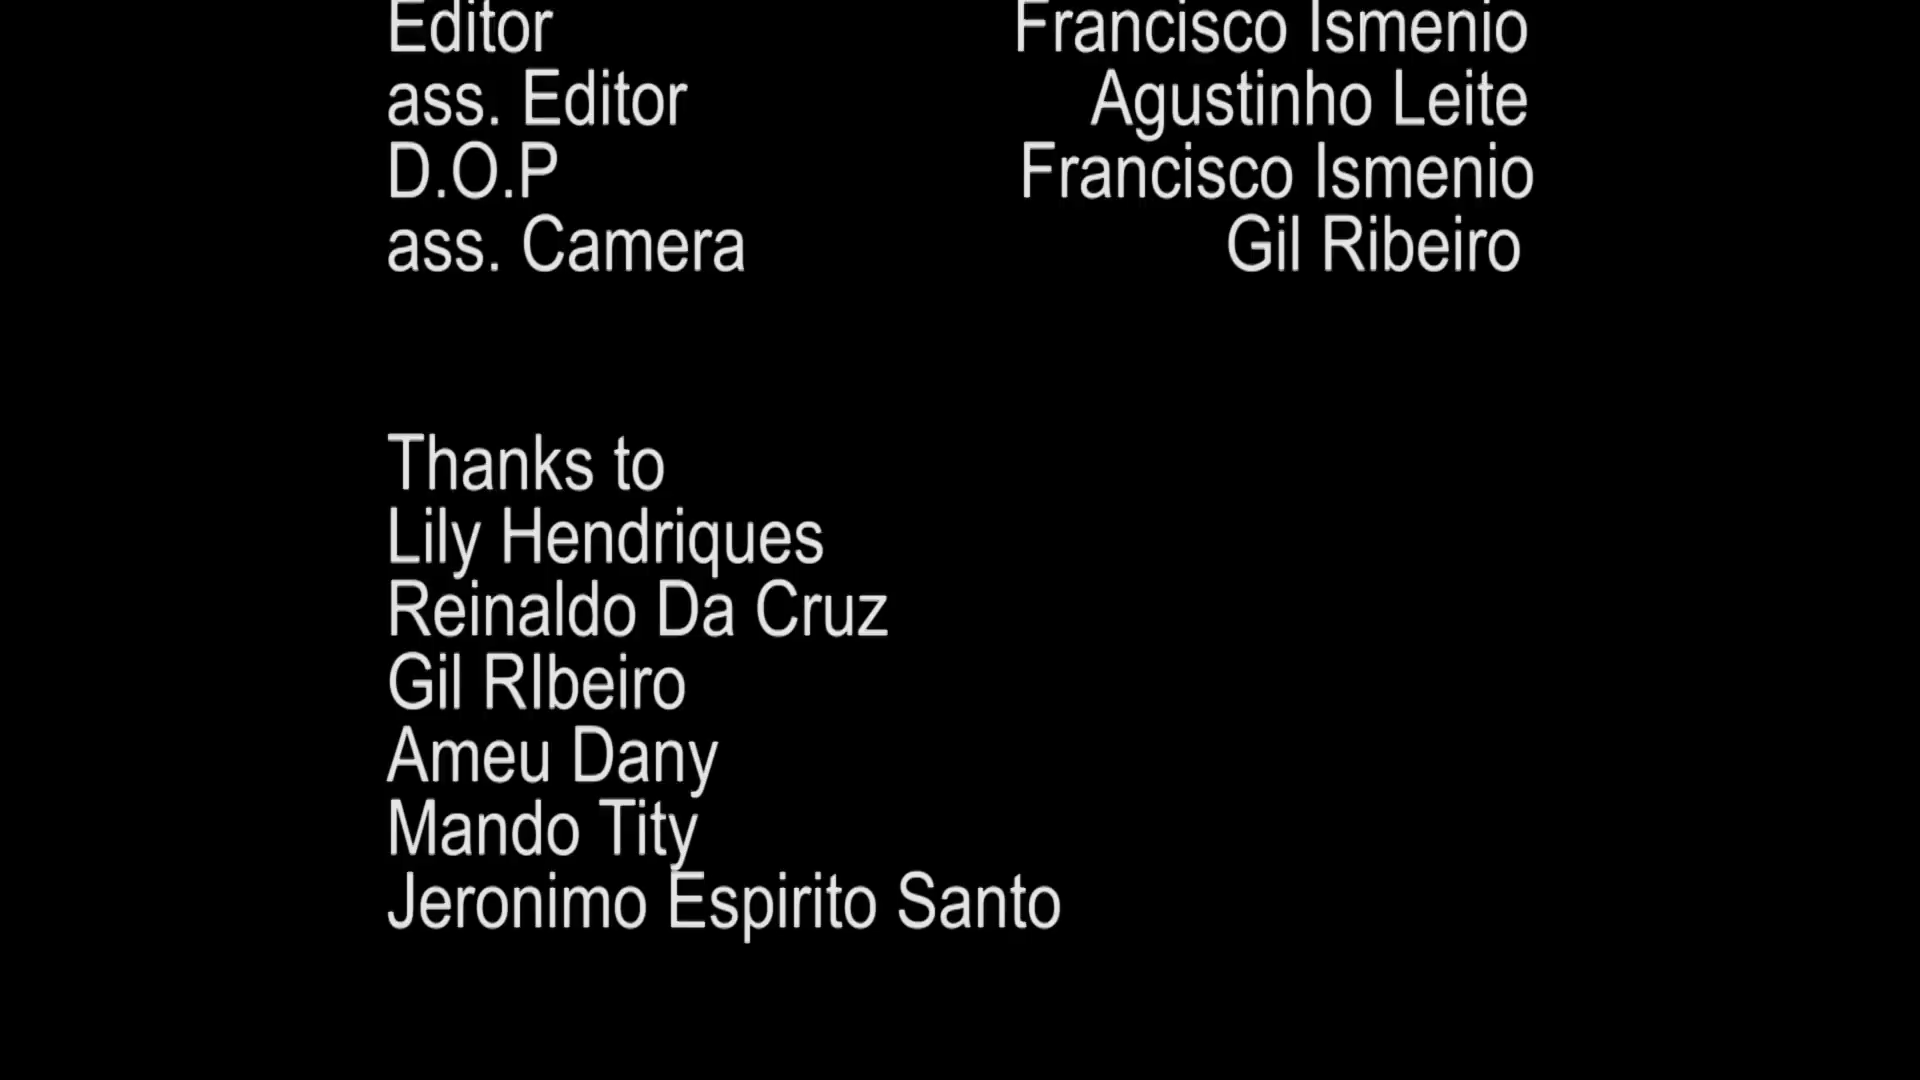 Editor Francisco Ismenio
ass. Editor Agustinho Leite
D.O.P Francisco Ismenio
ass. Camera Gil Ribeiro
Thanks to
Lily Hendriques
Reinaldo Da Cruz
Gil RIbeiro
Ameu Dany
Mando Tity
Jeronimo Espirito Santo